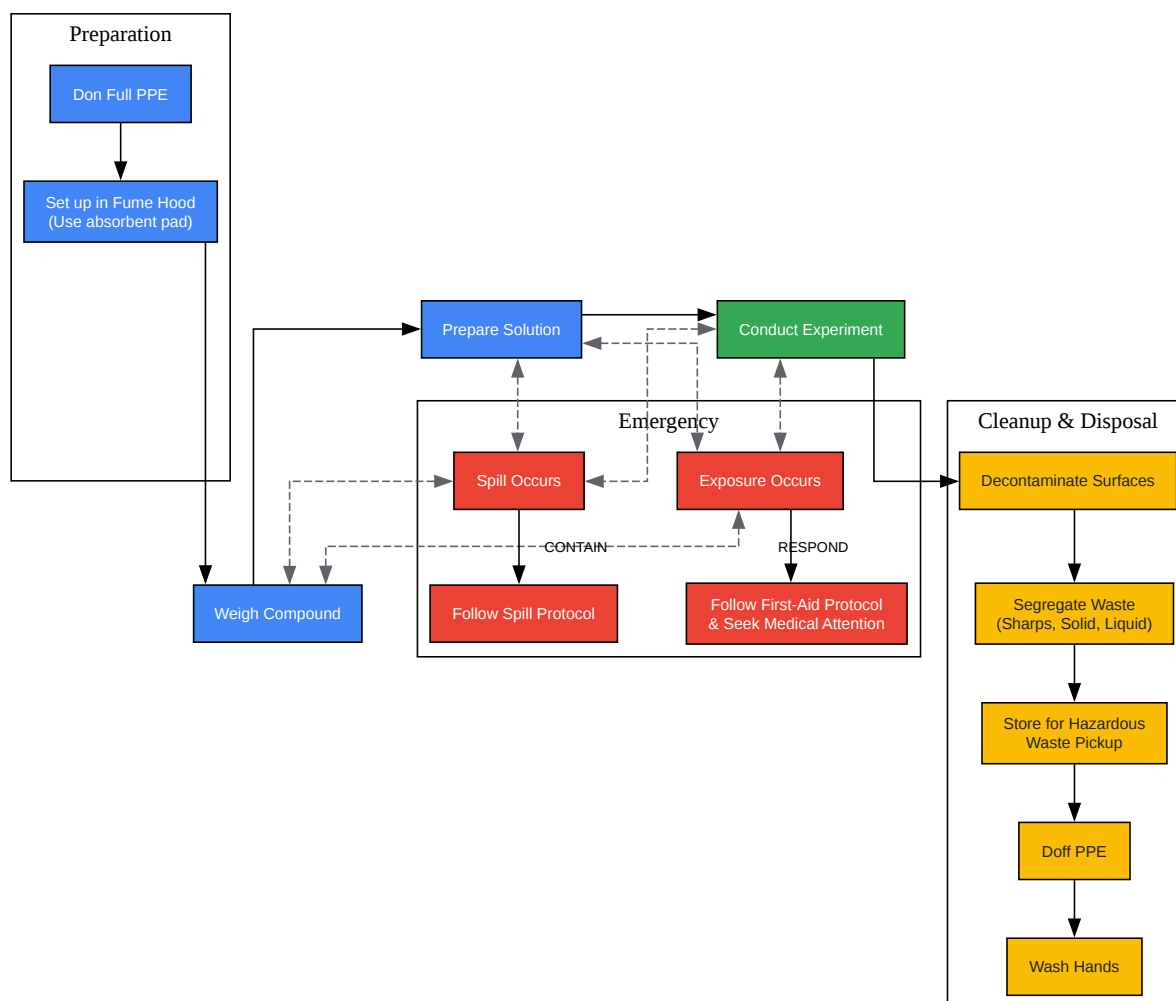 Preparation
Don Full PPE
Set up in Fume Hood
(Use absorbent pad)
Prepare Solution
Conduct Experiment
Emergency
Cleanup & Disposal
Spill Occurs
Exposure Occurs
Decontaminate Surfaces
CONTAIN
RESPOND
Weigh Compound
Follow Spill Protocol
Follow First-Aid Protocol
& Seek Medical Attention
Segregate Waste
(Sharps, Solid, Liquid)
Store for Hazardous
Waste Pickup
Doff PPE
Wash Hands